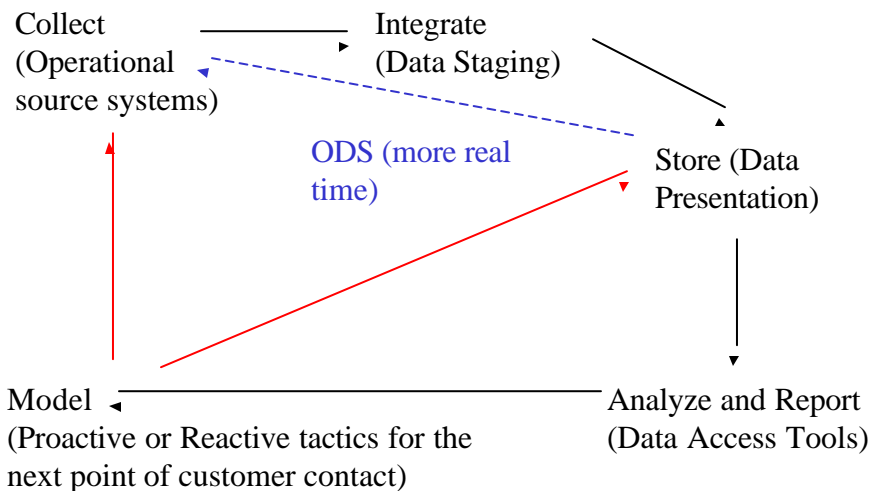 Collect
(Operational
source systems)
Integrate
(Data Staging)
ODS (more real
time)
Store (Data
Presentation)
Model
(Proactive or Reactive tactics for the
next point of customer contact)
Analyze and Report
(Data Access Tools)